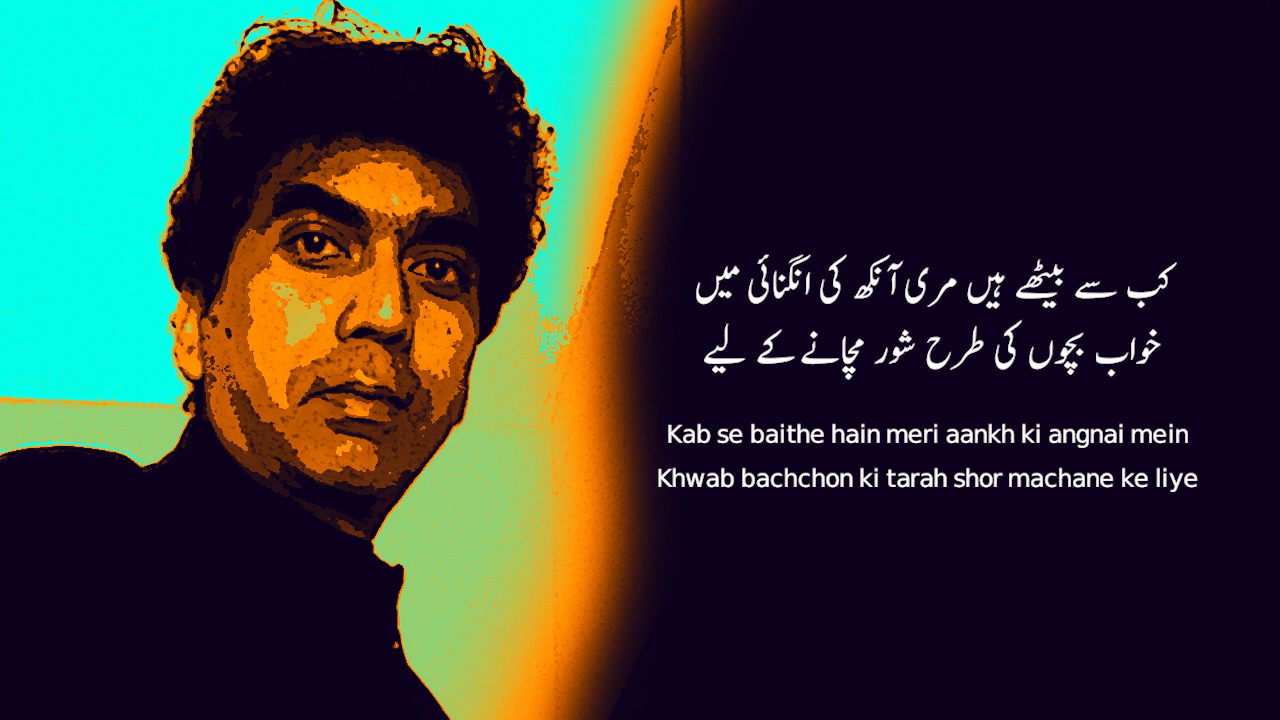 کب سے بیٹھے ہیں مری آنکھ کی انگنائی میں
خواب بچوں کی طرح شور مچانے کے لیے
Kab se baithe hain meri aankh ki angnai mein
Khwab bachchon ki tarah shor machane ke liye